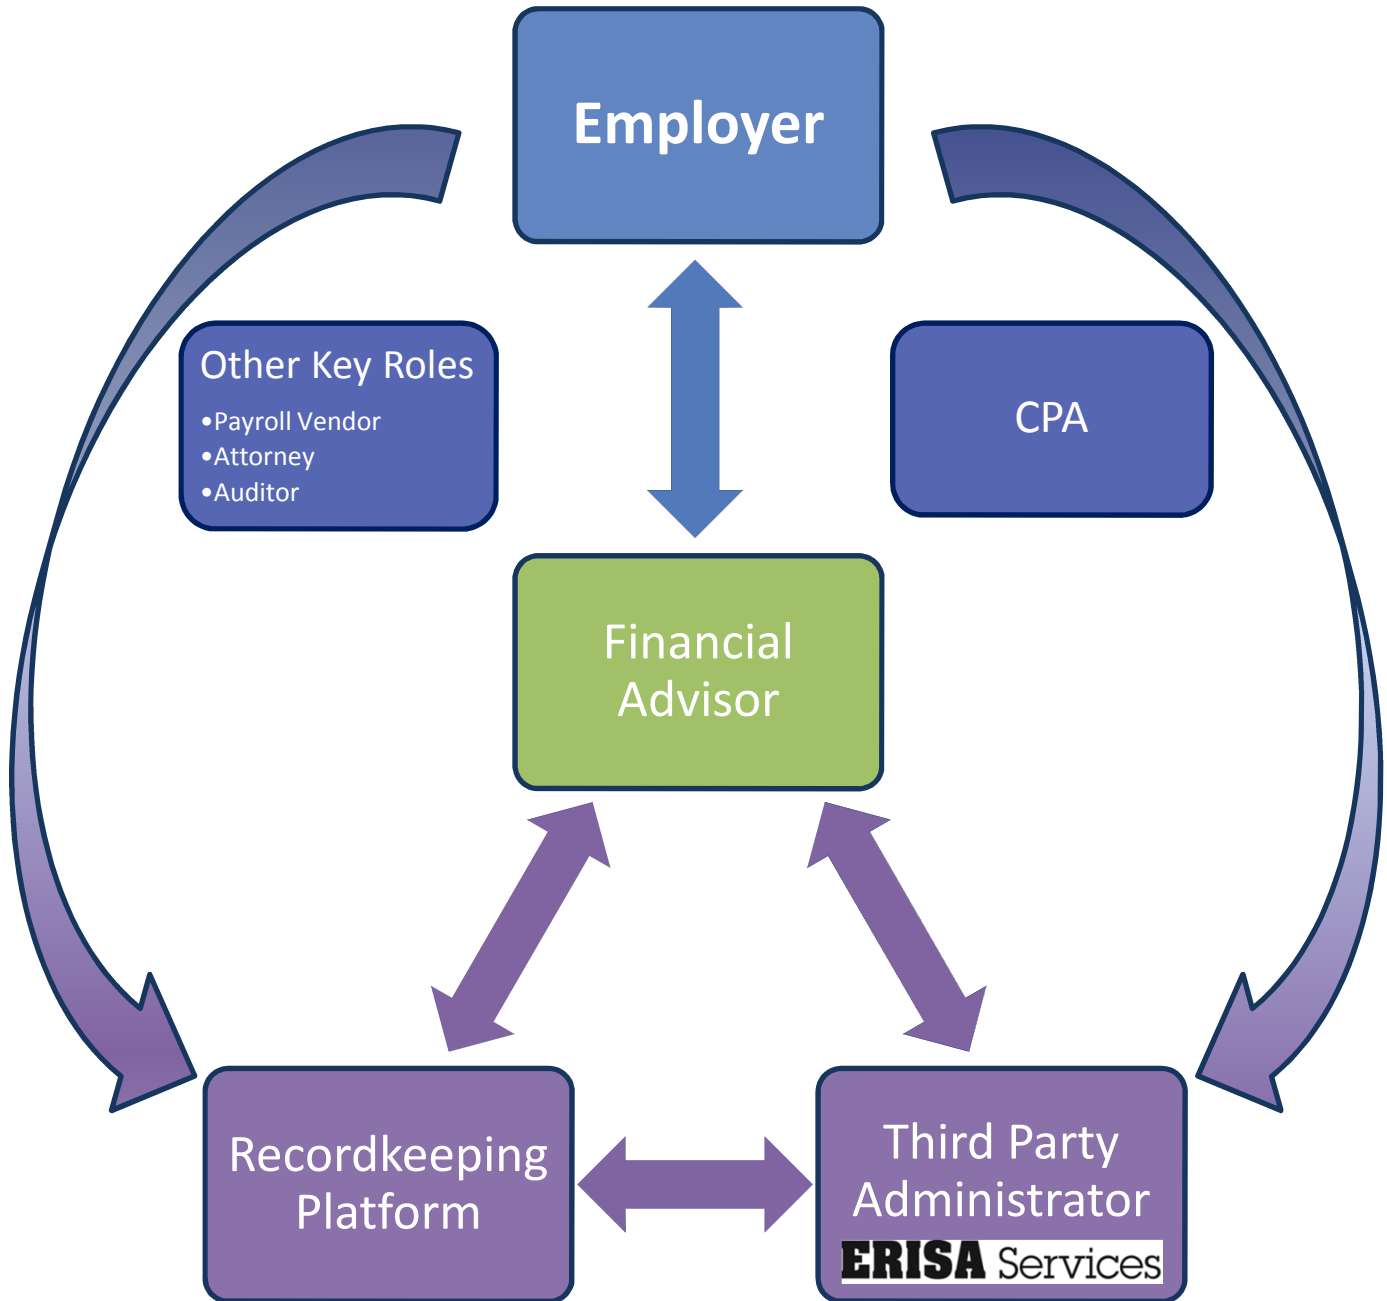 Employer
Other Key Roles
•Payroll Vendor
•Attorney
•Auditor
CPA
Financial
Advisor
Recordkeeping
Platform
Third Party
Administrator
ERISA Services